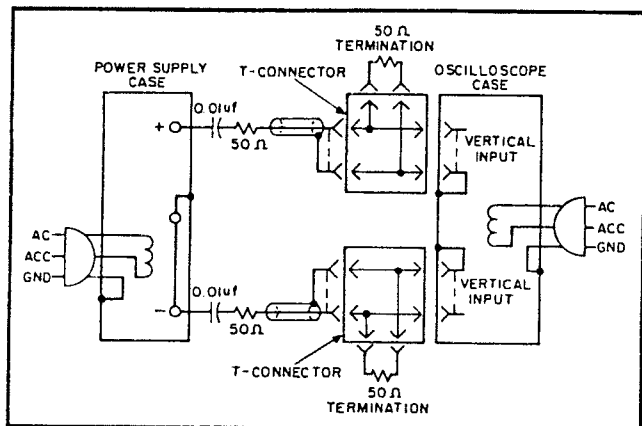 50 Ω
TERMINATION
T-CONNECTOR
POWER SUPPLY
CASE
OSCILLOSCOPE
CASE
0.01uf
+
50 Ω
VERTICAL
INPUT
AC
ACC
GND
AC
ACC
GND
0.01uf
VERTICAL
INPUT
−
50 Ω
T-CONNECTOR
50 Ω
TERMINATION